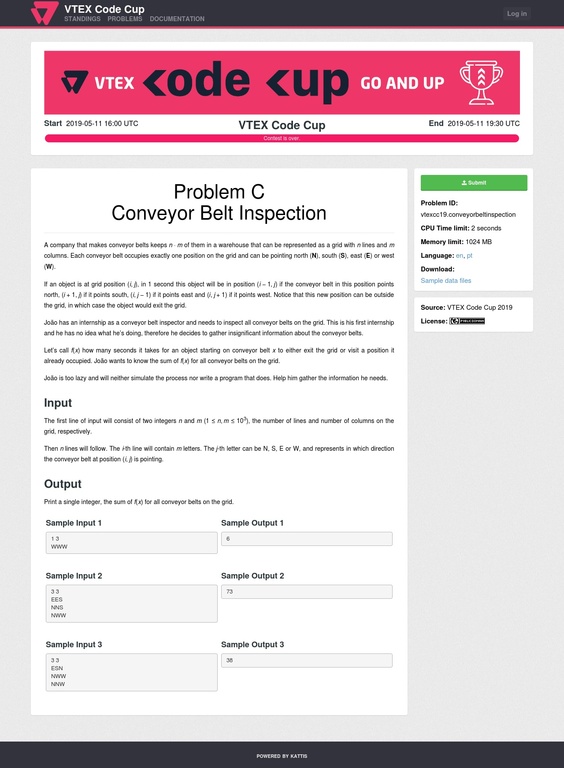 VTEX Code Cup
Log in
STANDINGS PROBLEMS DOCUMENTATION
VTEX code cup GO AND UP
Start 2019-05-11 16:00 UTC
VTEX Code Cup
End 2019-05-11 19:30 UTC
Contest is over.
Problem C
Conveyor Belt Inspection
A company that makes conveyor belts keeps n · m of them in a warehouse that can be represented as a grid with n lines and m
columns. Each conveyor belt occupies exactly one position on the grid and can be pointing north (N), south (S), east (E) or west
(W).
If an object is at grid position (i, j), in 1 second this object will be in position (i − 1, j) if the conveyor belt in this position points
north, (i + 1, j) if it points south, (i, j − 1) if it points east and (i, j + 1) if it points west. Notice that this new position can be outside
the grid, in which case the object would exit the grid.
João has an internship as a conveyor belt inspector and needs to inspect all conveyor belts on the grid. This is his first internship
and he has no idea what he's doing, therefore he decides to gather insignificant information about the conveyor belts.
Let's call f(x) how many seconds it takes for an object starting on conveyor belt x to either exit the grid or visit a position it
already occupied. João wants to know the sum of f(x) for all conveyor belts on the grid.
João is too lazy and will neither simulate the process nor write a program that does. Help him gather the information he needs.
Input
The first line of input will consist of two integers n and m (1 ≤ n, m ≤ 10³), the number of lines and number of columns on the
grid, respectively.
Then n lines will follow. The i-th line will contain m letters. The j-th letter can be N, S, E or W, and represents in which direction
the conveyor belt at position (i, j) is pointing.
Output
Print a single integer, the sum of f(x) for all conveyor belts on the grid.
Sample Input 1
Sample Output 1
1 3
WWW
6
Sample Input 2
Sample Output 2
3 3
EES
NNS
NWW
73
Sample Input 3
Sample Output 3
3 3
ESN
NWW
NNW
38
Submit
Problem ID:
vtexcc19.conveyorbeltinspection
CPU Time limit: 2 seconds
Memory limit: 1024 MB
Language: en, pt
Download:
Sample data files
Source: VTEX Code Cup 2019
License:
POWERED BY KATTIS